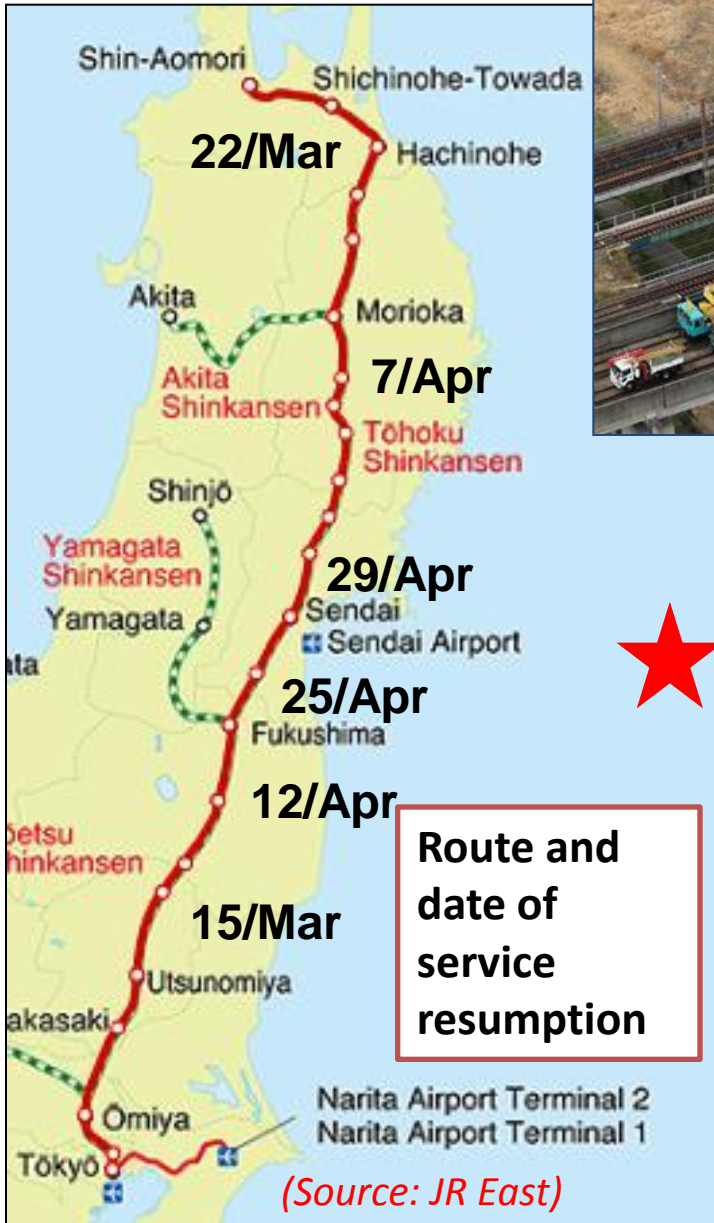 Shin-Aomori
Shichinohe-Towada
22/Mar
Hachinohe
Akita
Morioka
Akita
Shinkansen
7/Apr
Tōhoku
Shinkansen
Shinjō
Yamagata
Shinkansen
29/Apr
Sendai
Yamagata
Sendai Airport
ata
25/Apr
Fukushima
12/Apr
ōetsu
hinkansen
Route and
date of
service
resumption
15/Mar
Utsunomiya
akasaki
Ōmiya
Narita Airport Terminal 2
Narita Airport Terminal 1
Tōkyō
(Source: JR East)